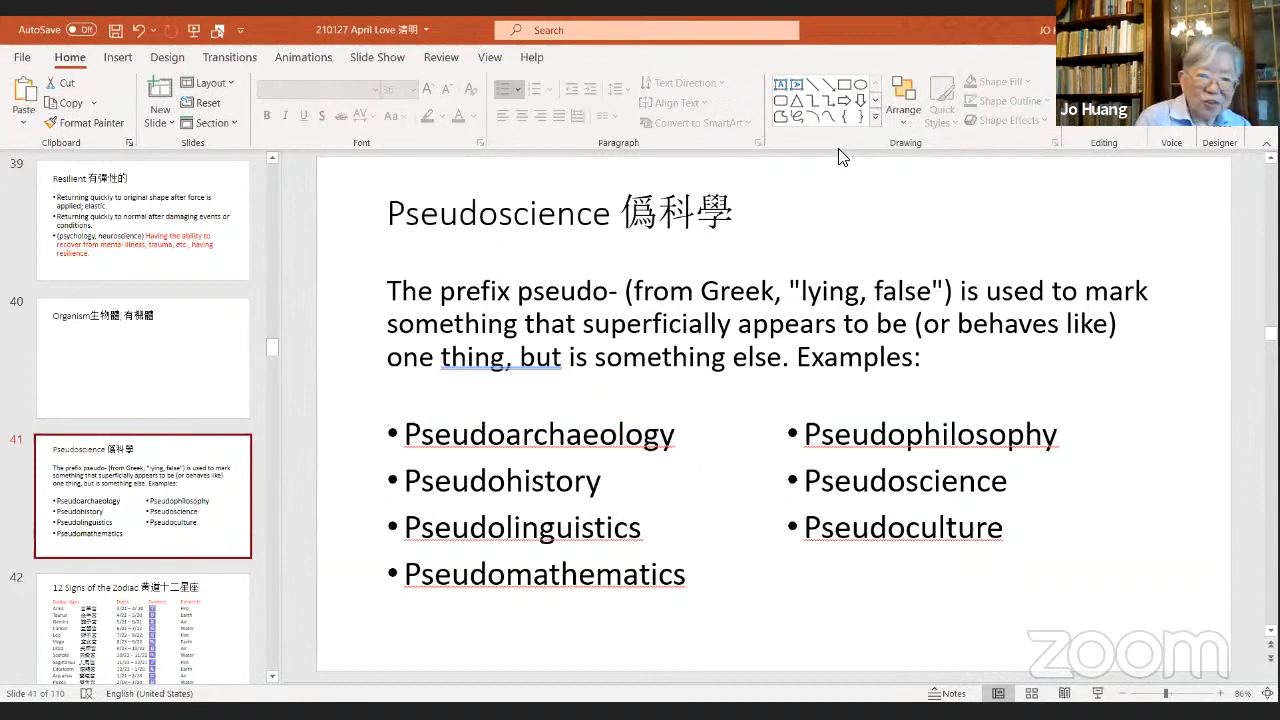 AutoSave Off
210127 April Love 清明
Search
JO
File Home Insert Design Transitions Animations Slide Show Review View Help
Jo Huang
Paste
Cut
Copy
Format Painter
New Slide
Layout
Reset
Section
36
Text Direction
Align Text
Convert to SmartArt
Arrange
Quick Styles
Shape Fill
Shape Outline
Shape Effects
Clipboard
Slides
Font
Paragraph
Drawing
Editing
Voice
Designer
39
Resilient 有彈性的
• Returning quickly to original shape after force is
applied; elastic.
• Returning quickly to normal after damaging events or
conditions.
• (psychology, neuroscience) Having the ability to
recover from mental illness, trauma, etc., having
resilience.
40
Organism生物體, 有機體
41
Pseudoscience 僞科學
The prefix pseudo- (from Greek, "lying, false") is used to mark
something that superficially appears to be (or behaves like)
one thing, but is something else. Examples:
• Pseudoarchaeology
• Pseudohistory
• Pseudolinguistics
• Pseudomathematics
• Pseudophilosophy
• Pseudoscience
• Pseudoculture
42
12 Signs of the Zodiac 黃道十二星座
Pseudoscience 僞科學
The prefix pseudo- (from Greek, "lying, false") is used to mark
something that superficially appears to be (or behaves like)
one thing, but is something else. Examples:
• Pseudoarchaeology
• Pseudohistory
• Pseudolinguistics
• Pseudomathematics
• Pseudophilosophy
• Pseudoscience
• Pseudoculture
zoom
Slide 41 of 110
English (United States)
Notes
86%